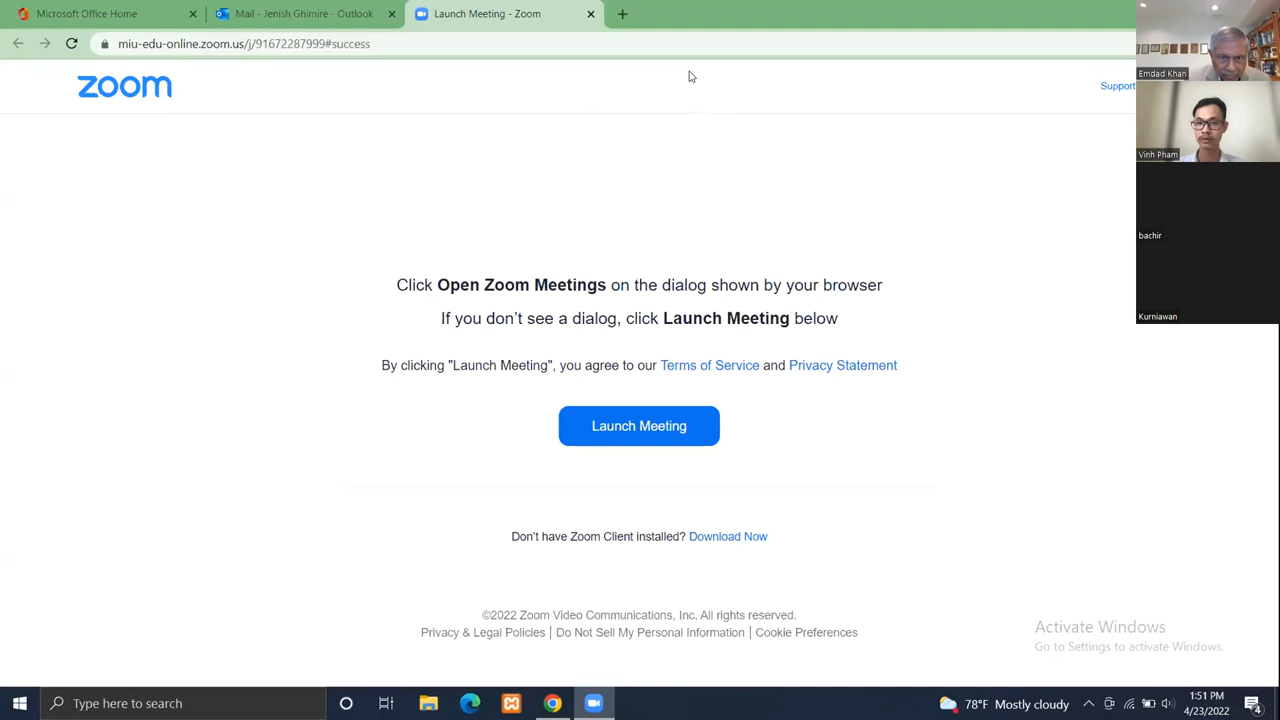 Microsoft Office Home
Mail - Jenish Ghimire - Outlook
Launch Meeting - Zoom
miu-edu-online.zoom.us/j/91672287999#success
zoom
Support
Emdad Khan
Vinh Pham
bachir
Kurniawan
Click Open Zoom Meetings on the dialog shown by your browser
If you don’t see a dialog, click Launch Meeting below
By clicking "Launch Meeting", you agree to our Terms of Service and Privacy Statement
Launch Meeting
Don’t have Zoom Client installed? Download Now
©2022 Zoom Video Communications, Inc. All rights reserved.
Privacy & Legal Policies | Do Not Sell My Personal Information | Cookie Preferences
Activate Windows
Go to Settings to activate Windows.
Type here to search
78°F Mostly cloudy
1:51 PM
4/23/2022
4